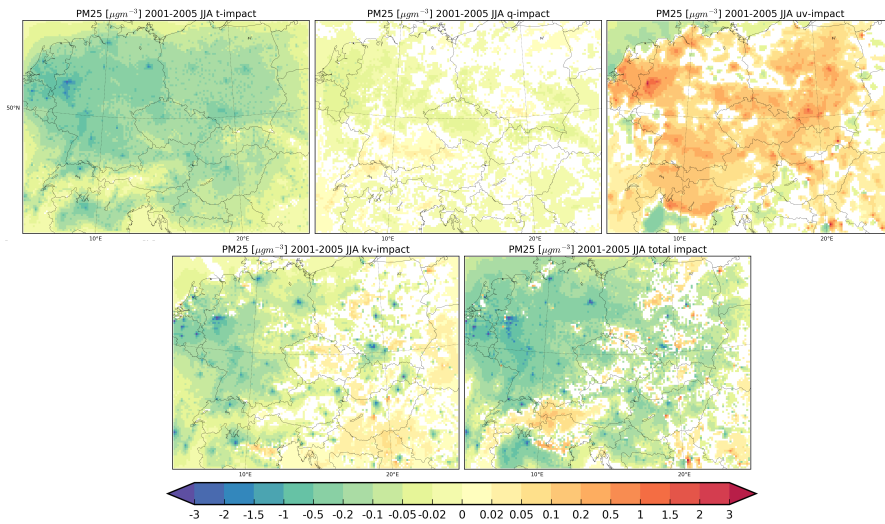 PM25 [μgm⁻³] 2001-2005 JJA t-impact
PM25 [μgm⁻³] 2001-2005 JJA q-impact
PM25 [μgm⁻³] 2001-2005 JJA uv-impact
50°N
10°E 20°E
10°E 20°E
10°E 20°E
PM25 [μgm⁻³] 2001-2005 JJA kv-impact
PM25 [μgm⁻³] 2001-2005 JJA total impact
10°E 20°E
10°E 20°E
-3 -2 -1.5 -1 -0.5 -0.2 -0.1 -0.05 -0.02 0 0.02 0.05 0.1 0.2 0.5 1 1.5 2 3